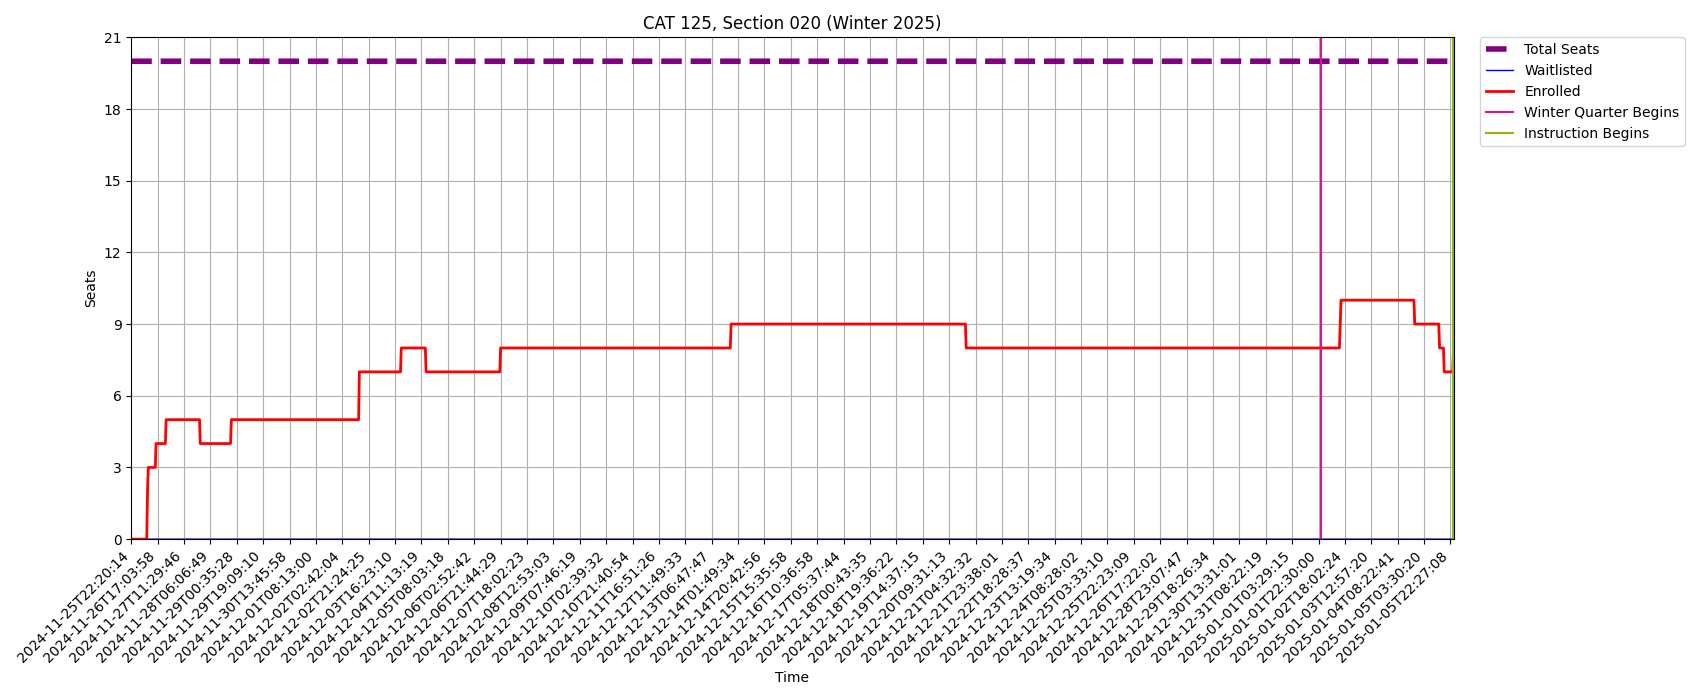 CAT 125, Section 020 (Winter 2025)
Total Seats
Waitlisted
Enrolled
Winter Quarter Begins
Instruction Begins
Seats
21
18
15
12
9
6
3
0
2024-11-25T22:20:14
2024-11-26T17:03:58
2024-11-27T11:29:46
2024-11-28T06:06:49
2024-11-29T00:35:28
2024-11-29T19:09:10
2024-11-30T13:45:58
2024-12-01T08:13:00
2024-12-02T02:42:04
2024-12-02T21:24:25
2024-12-03T16:23:10
2024-12-04T11:13:19
2024-12-05T08:03:18
2024-12-06T02:52:42
2024-12-06T21:44:29
2024-12-07T18:02:23
2024-12-08T12:53:03
2024-12-09T07:46:19
2024-12-10T02:39:32
2024-12-10T21:40:54
2024-12-11T16:51:26
2024-12-12T11:49:33
2024-12-13T06:47:47
2024-12-14T01:49:34
2024-12-14T20:42:56
2024-12-15T15:35:58
2024-12-16T10:36:58
2024-12-17T05:37:44
2024-12-18T00:43:35
2024-12-18T19:36:22
2024-12-19T14:37:15
2024-12-20T09:31:13
2024-12-21T04:32:32
2024-12-21T23:38:01
2024-12-22T18:28:37
2024-12-23T13:19:34
2024-12-24T08:28:02
2024-12-25T03:33:10
2024-12-25T22:23:09
2024-12-26T17:22:02
2024-12-28T23:07:47
2024-12-29T18:26:34
2024-12-30T13:31:01
2024-12-31T08:22:19
2025-01-01T03:29:15
2025-01-01T22:30:00
2025-01-02T18:02:24
2025-01-03T12:57:20
2025-01-04T08:22:41
2025-01-05T03:30:20
2025-01-05T22:27:08
Time